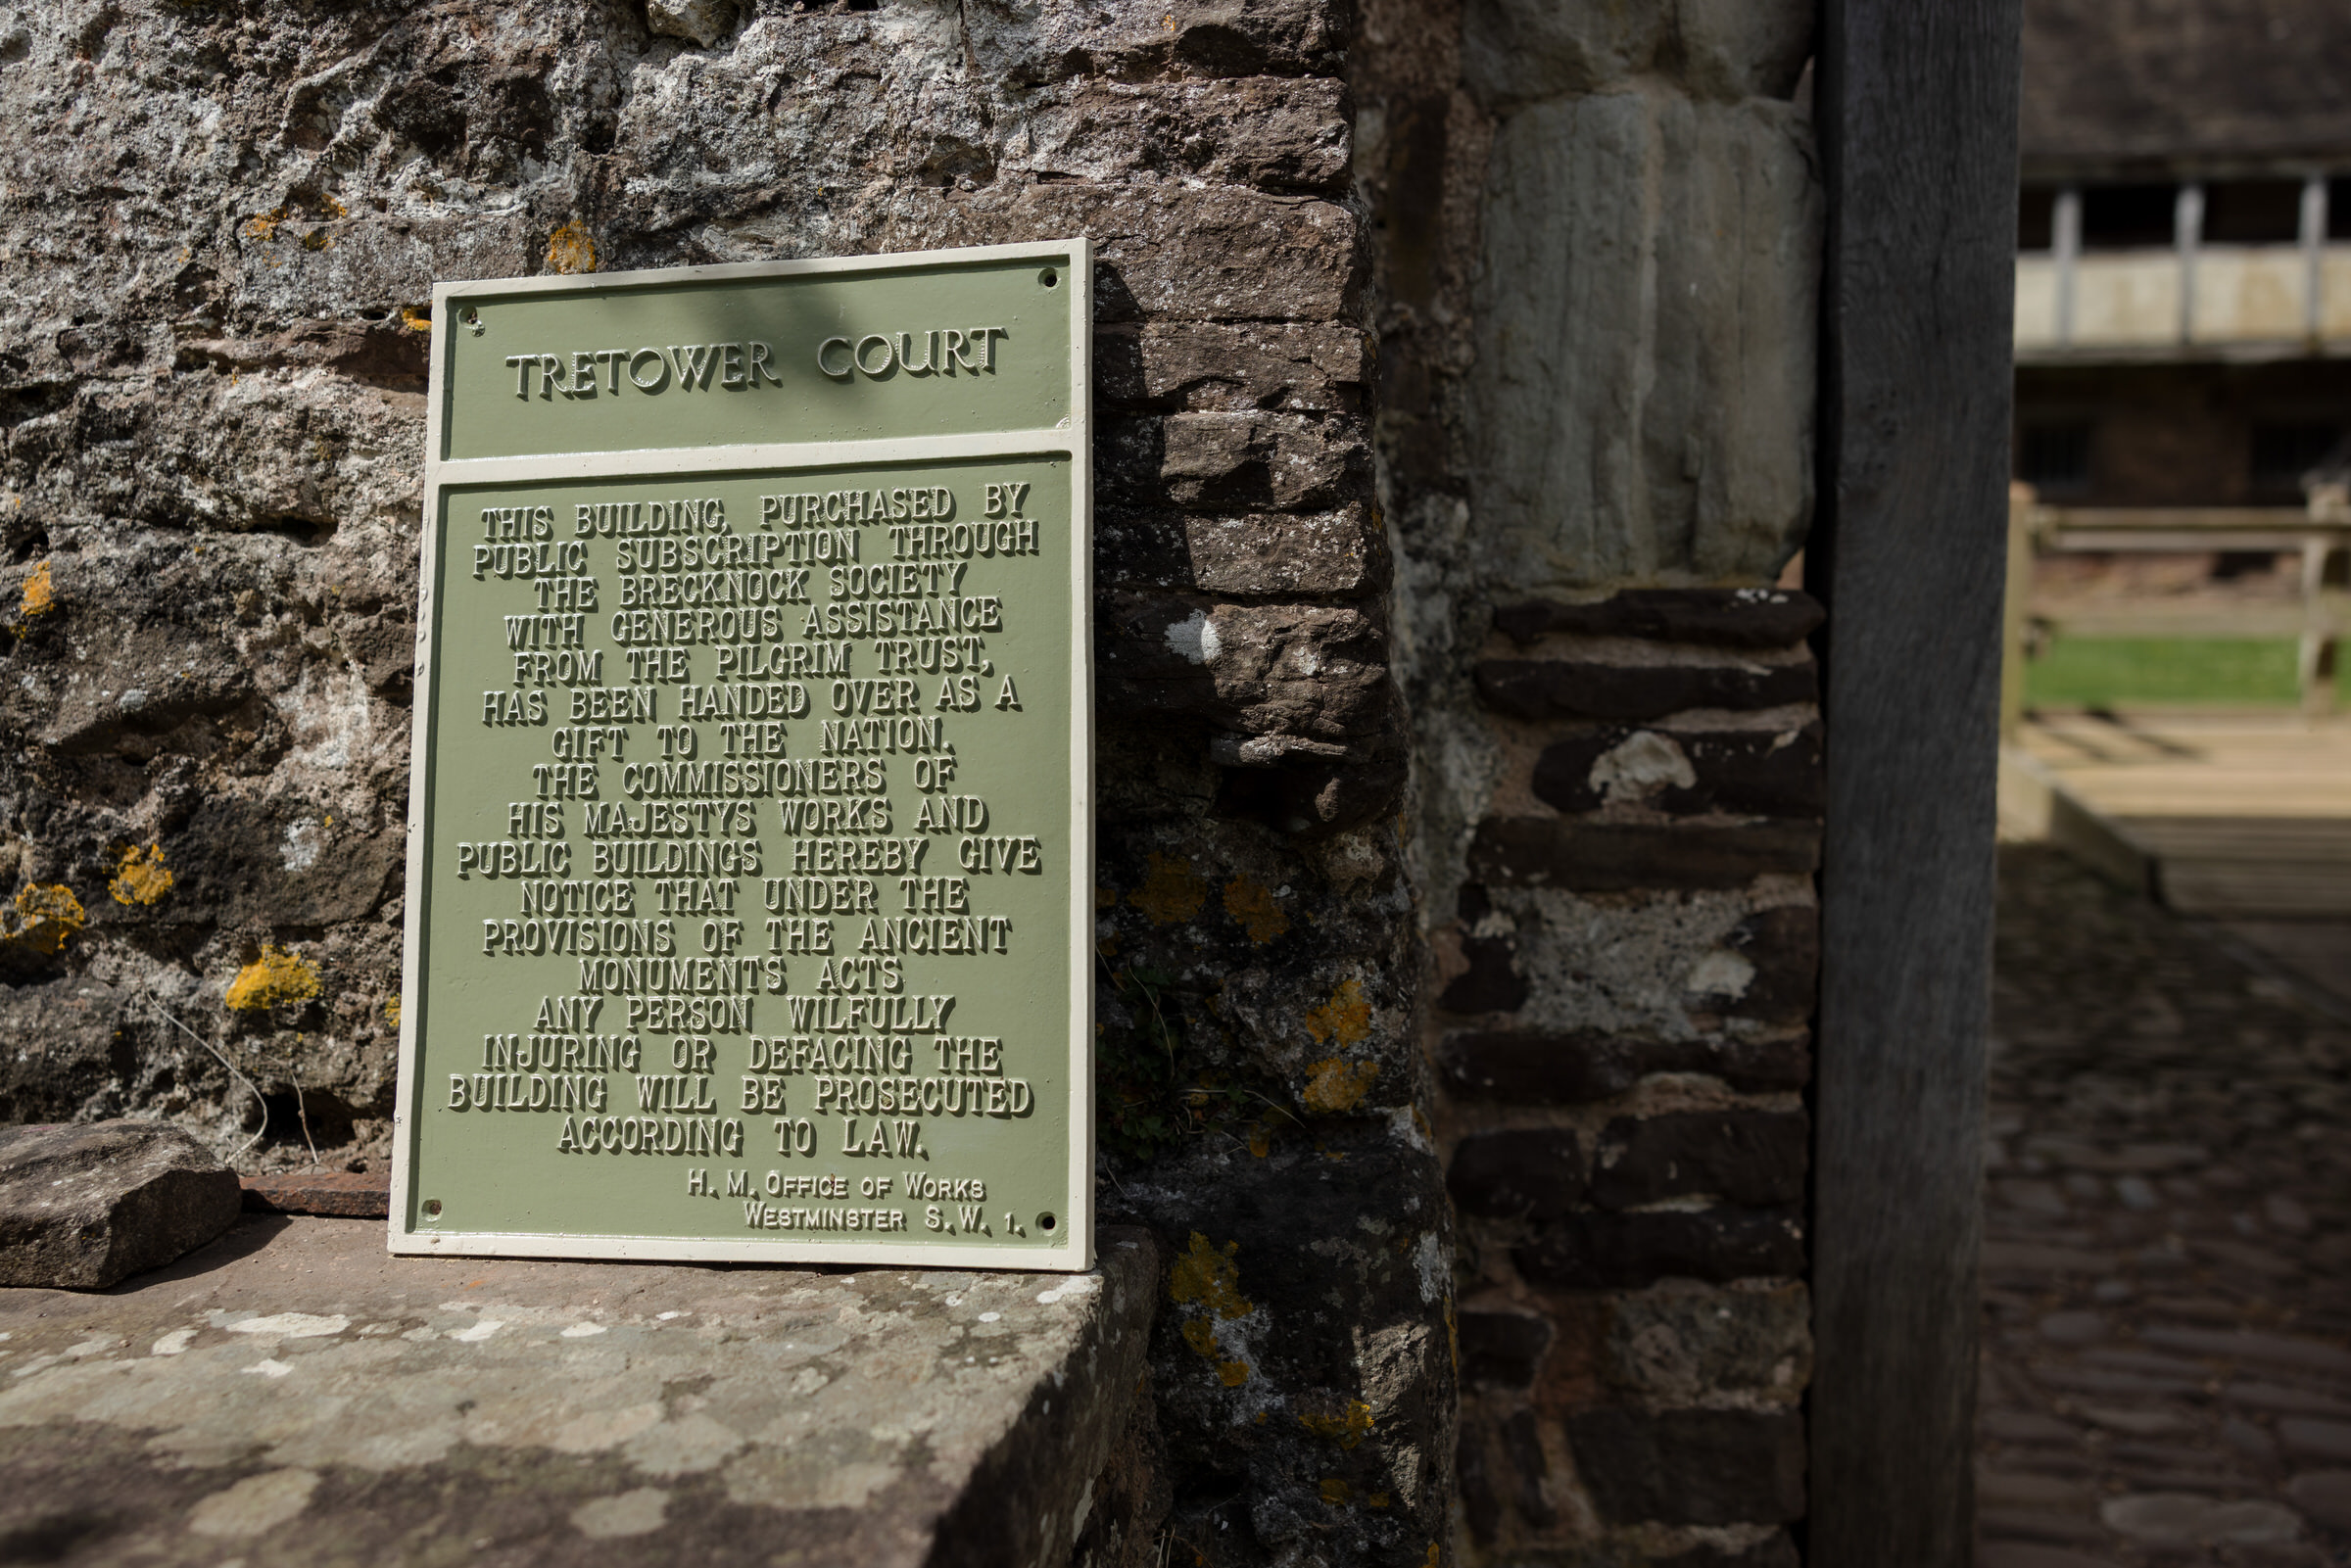 TRETOWER COURT
THIS BUILDING, PURCHASED BY
PUBLIC SUBSCRIPTION THROUGH
THE BRECKNOCK SOCIETY
WITH GENEROUS ASSISTANCE
FROM THE PILGRIM TRUST,
HAS BEEN HANDED OVER AS A
GIFT TO THE NATION.
THE COMMISSIONERS OF
HIS MAJESTYS WORKS AND
PUBLIC BUILDINGS HEREBY GIVE
NOTICE THAT UNDER THE
PROVISIONS OF THE ANCIENT
MONUMENTS ACTS
ANY PERSON WILFULLY
INJURING OR DEFACING THE
BUILDING WILL BE PROSECUTED
ACCORDING TO LAW.
H. M. OFFICE OF WORKS
WESTMINSTER S. W. 1.